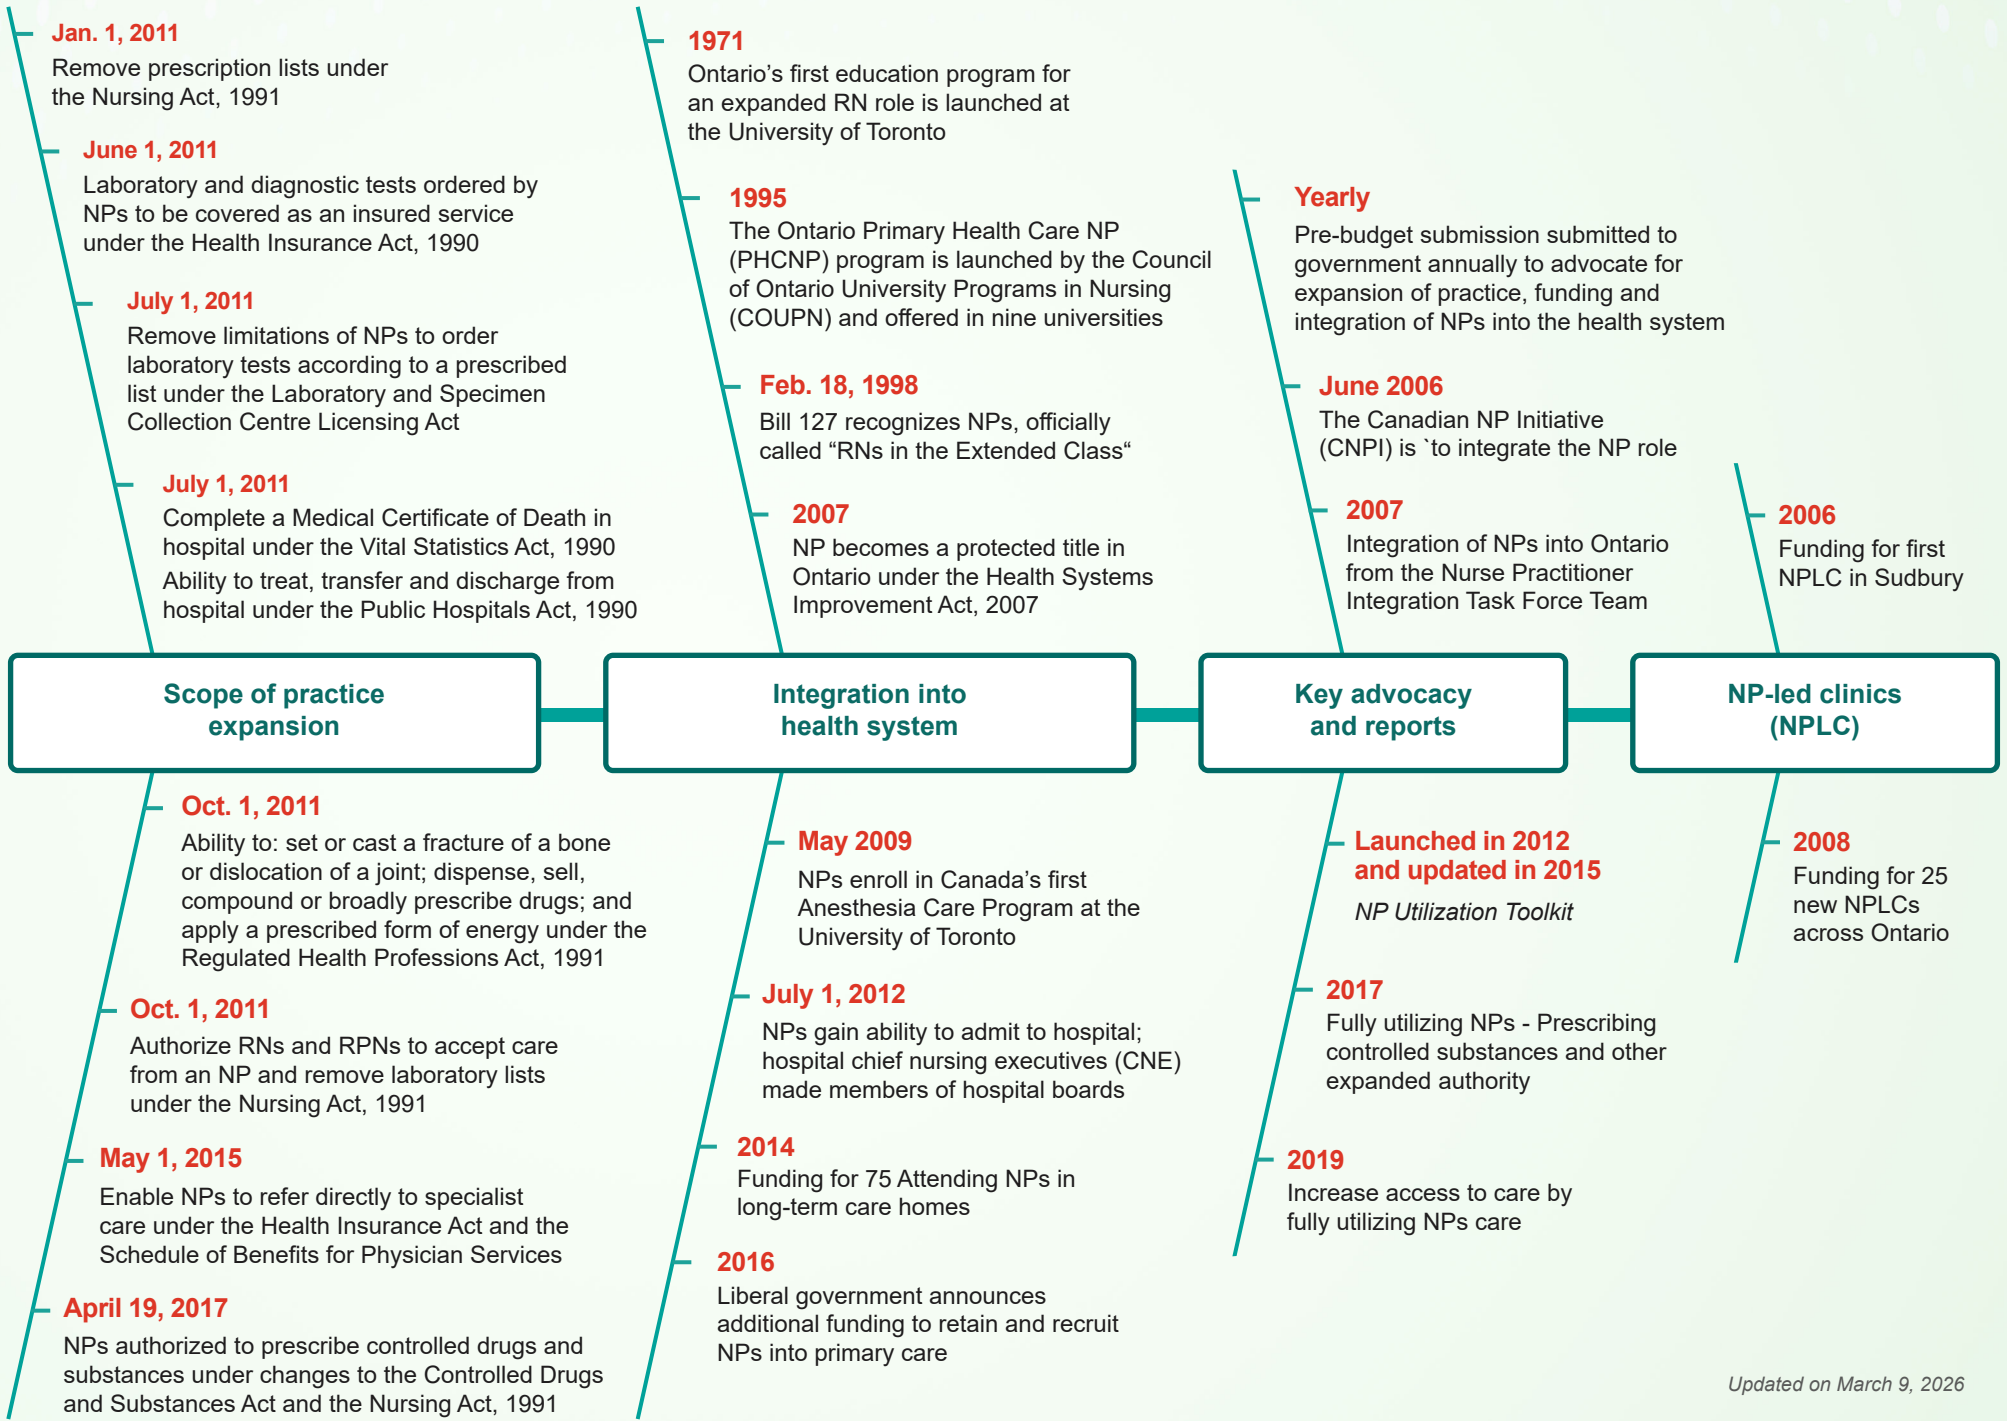 Jan. 1, 2011
Remove prescription lists under
the Nursing Act, 1991
June 1, 2011
Laboratory and diagnostic tests ordered by
NPs to be covered as an insured service
under the Health Insurance Act, 1990
July 1, 2011
Remove limitations of NPs to order
laboratory tests according to a prescribed
list under the Laboratory and Specimen
Collection Centre Licensing Act
July 1, 2011
Complete a Medical Certificate of Death in
hospital under the Vital Statistics Act, 1990
Ability to treat, transfer and discharge from
hospital under the Public Hospitals Act, 1990
Scope of practice
expansion
Oct. 1, 2011
Ability to: set or cast a fracture of a bone
or dislocation of a joint; dispense, sell,
compound or broadly prescribe drugs; and
apply a prescribed form of energy under the
Regulated Health Professions Act, 1991
Oct. 1, 2011
Authorize RNs and RPNs to accept care
from an NP and remove laboratory lists
under the Nursing Act, 1991
May 1, 2015
Enable NPs to refer directly to specialist
care under the Health Insurance Act and the
Schedule of Benefits for Physician Services
April 19, 2017
NPs authorized to prescribe controlled drugs and
substances under changes to the Controlled Drugs
and Substances Act and the Nursing Act, 1991
1971
Ontario’s first education program for
an expanded RN role is launched at
the University of Toronto
1995
The Ontario Primary Health Care NP
(PHCNP) program is launched by the Council
of Ontario University Programs in Nursing
(COUPN) and offered in nine universities
Feb. 18, 1998
Bill 127 recognizes NPs, officially
called “RNs in the Extended Class“
2007
NP becomes a protected title in
Ontario under the Health Systems
Improvement Act, 2007
Integration into
health system
May 2009
NPs enroll in Canada’s first
Anesthesia Care Program at the
University of Toronto
July 1, 2012
NPs gain ability to admit to hospital;
hospital chief nursing executives (CNE)
made members of hospital boards
2014
Funding for 75 Attending NPs in
long-term care homes
2016
Liberal government announces
additional funding to retain and recruit
NPs into primary care
Yearly
Pre-budget submission submitted to
government annually to advocate for
expansion of practice, funding and
integration of NPs into the health system
June 2006
The Canadian NP Initiative
(CNPI) is `to integrate the NP role
2007
Integration of NPs into Ontario
from the Nurse Practitioner
Integration Task Force Team
Key advocacy
and reports
Launched in 2012
and updated in 2015
NP Utilization Toolkit
2017
Fully utilizing NPs - Prescribing
controlled substances and other
expanded authority
2019
Increase access to care by
fully utilizing NPs care
2006
Funding for first
NPLC in Sudbury
NP-led clinics
(NPLC)
2008
Funding for 25
new NPLCs
across Ontario
Updated on March 9, 2026